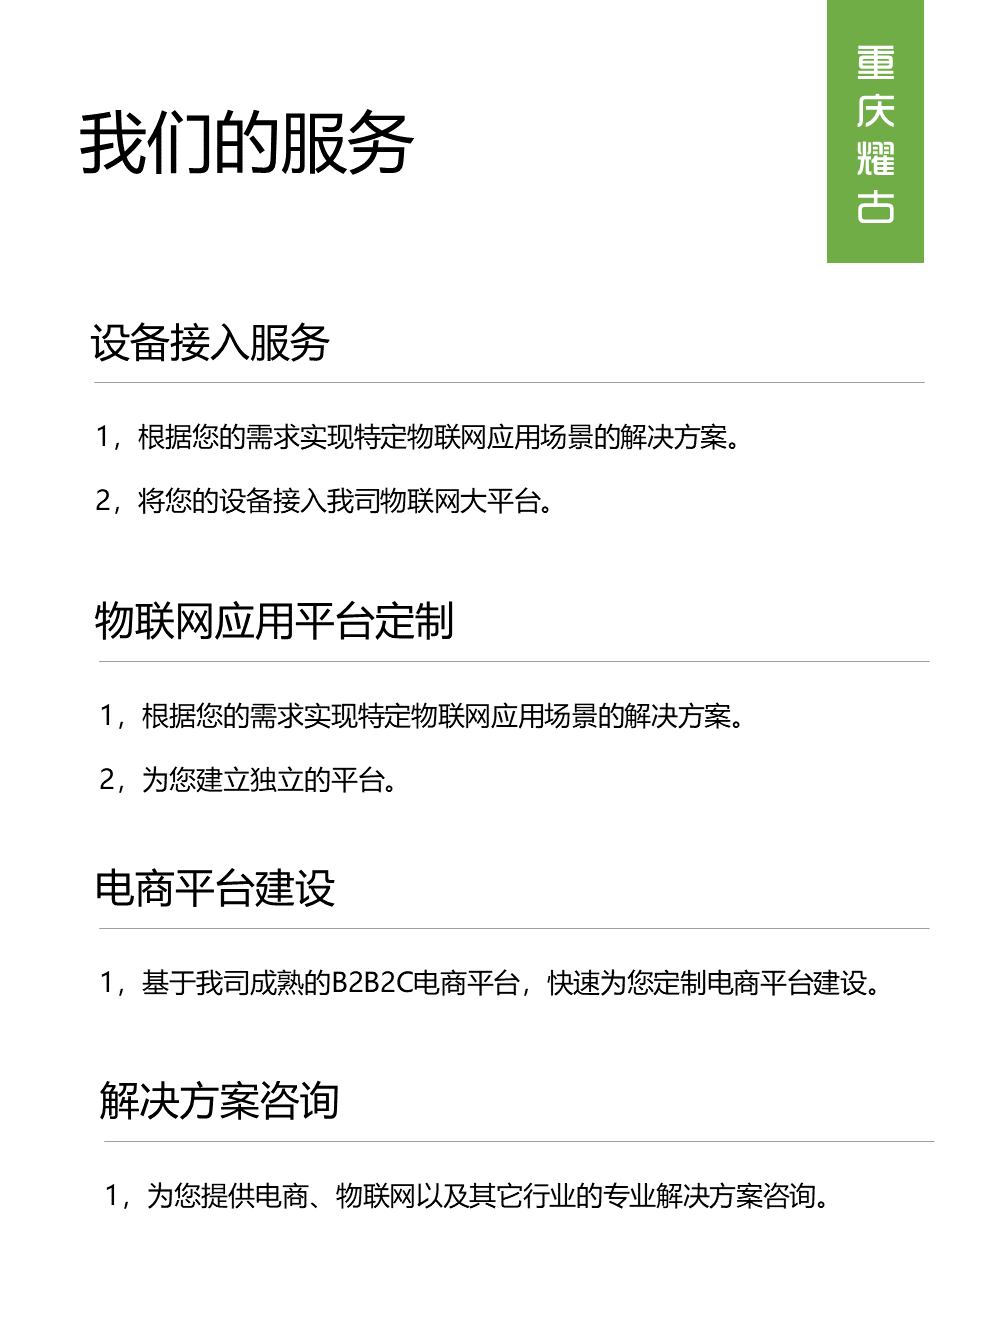 我们的服务
重庆耀古
设备接入服务
1，根据您的需求实现特定物联网应用场景的解决方案。
2，将您的设备接入我司物联网大平台。
物联网应用平台定制
1，根据您的需求实现特定物联网应用场景的解决方案。
2，为您建立独立的平台。
电商平台建设
1，基于我司成熟的B2B2C电商平台，快速为您定制电商平台建设。
解决方案咨询
1，为您提供电商、物联网以及其它行业的专业解决方案咨询。